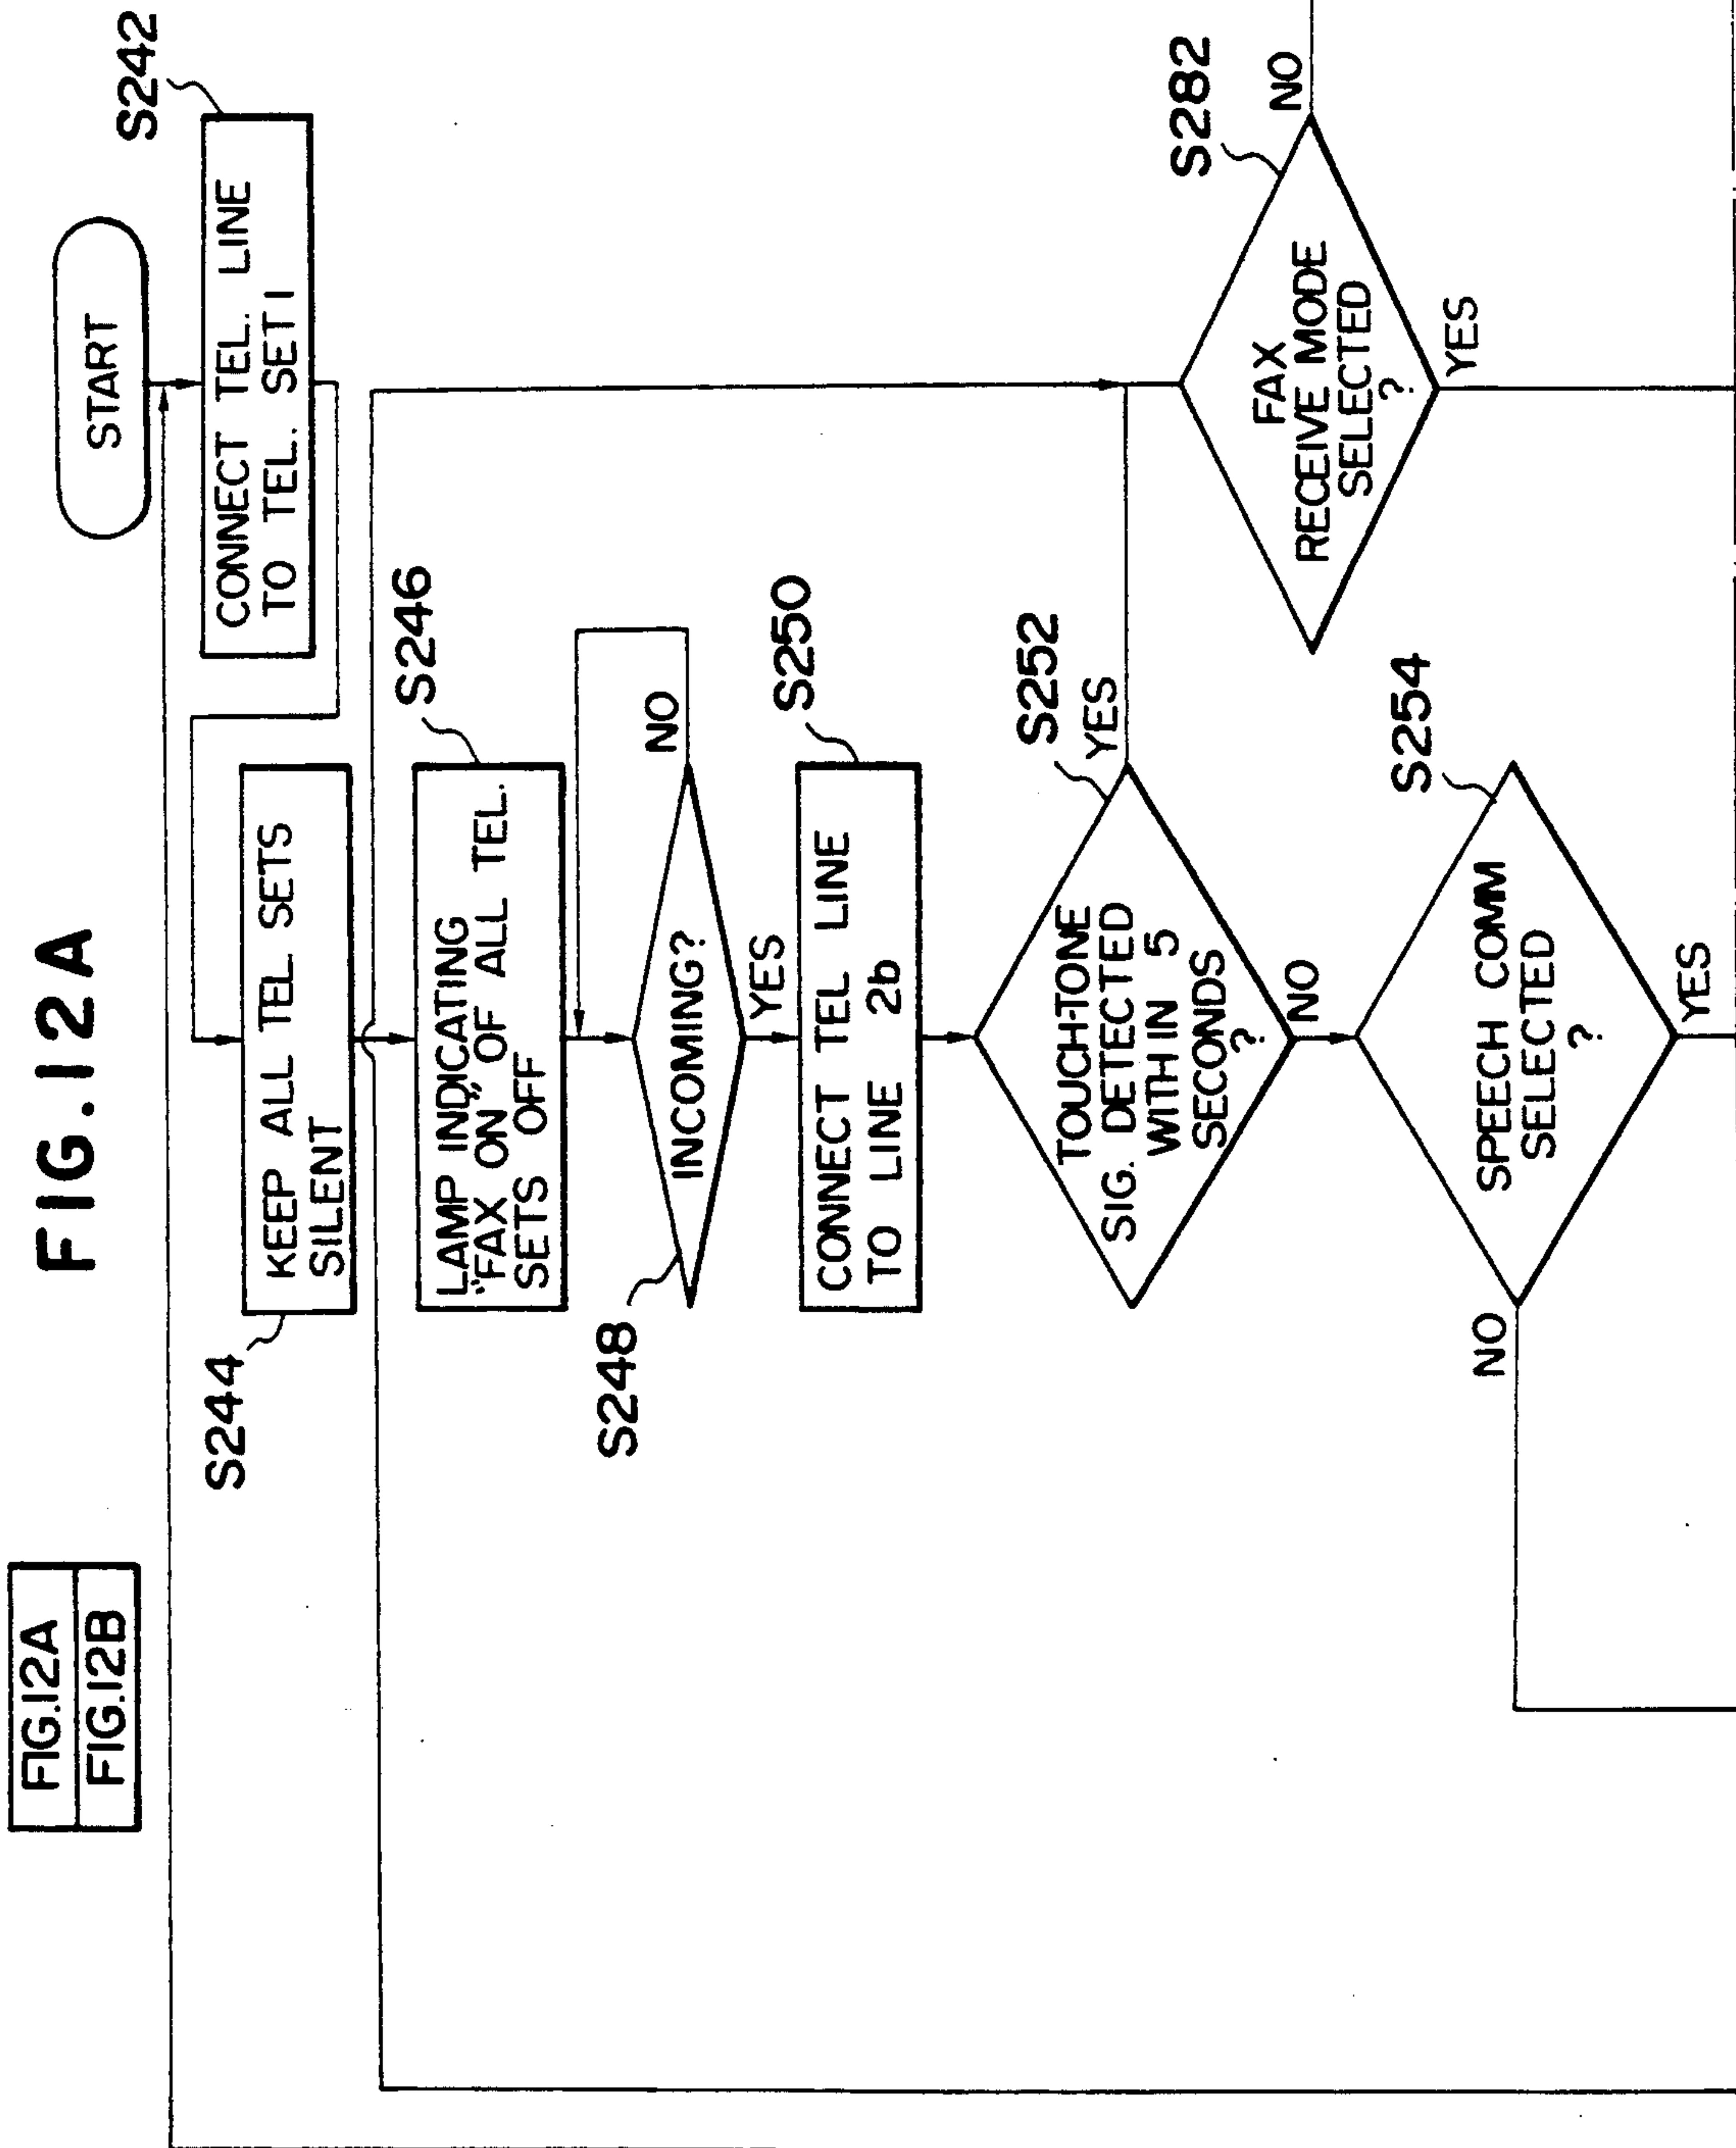 FIG.12A
FIG.12A
FIG.12B
START
S242
CONNECT TEL. LINE
TO TEL. SET 1
S244
KEEP ALL TEL SETS
SILENT
S246
LAMP INDICATING
"FAX ON" OF ALL TEL.
SETS OFF
S248
INCOMING?
NO
YES
S250
CONNECT TEL LINE
TO LINE 2b
S252
TOUCH-TONE
SIG. DETECTED
WITHIN 5
SECONDS
?
YES
NO
S254
SPEECH COMM
SELECTED
?
NO
YES
S282
FAX
RECEIVE MODE
SELECTED
?
NO
YES